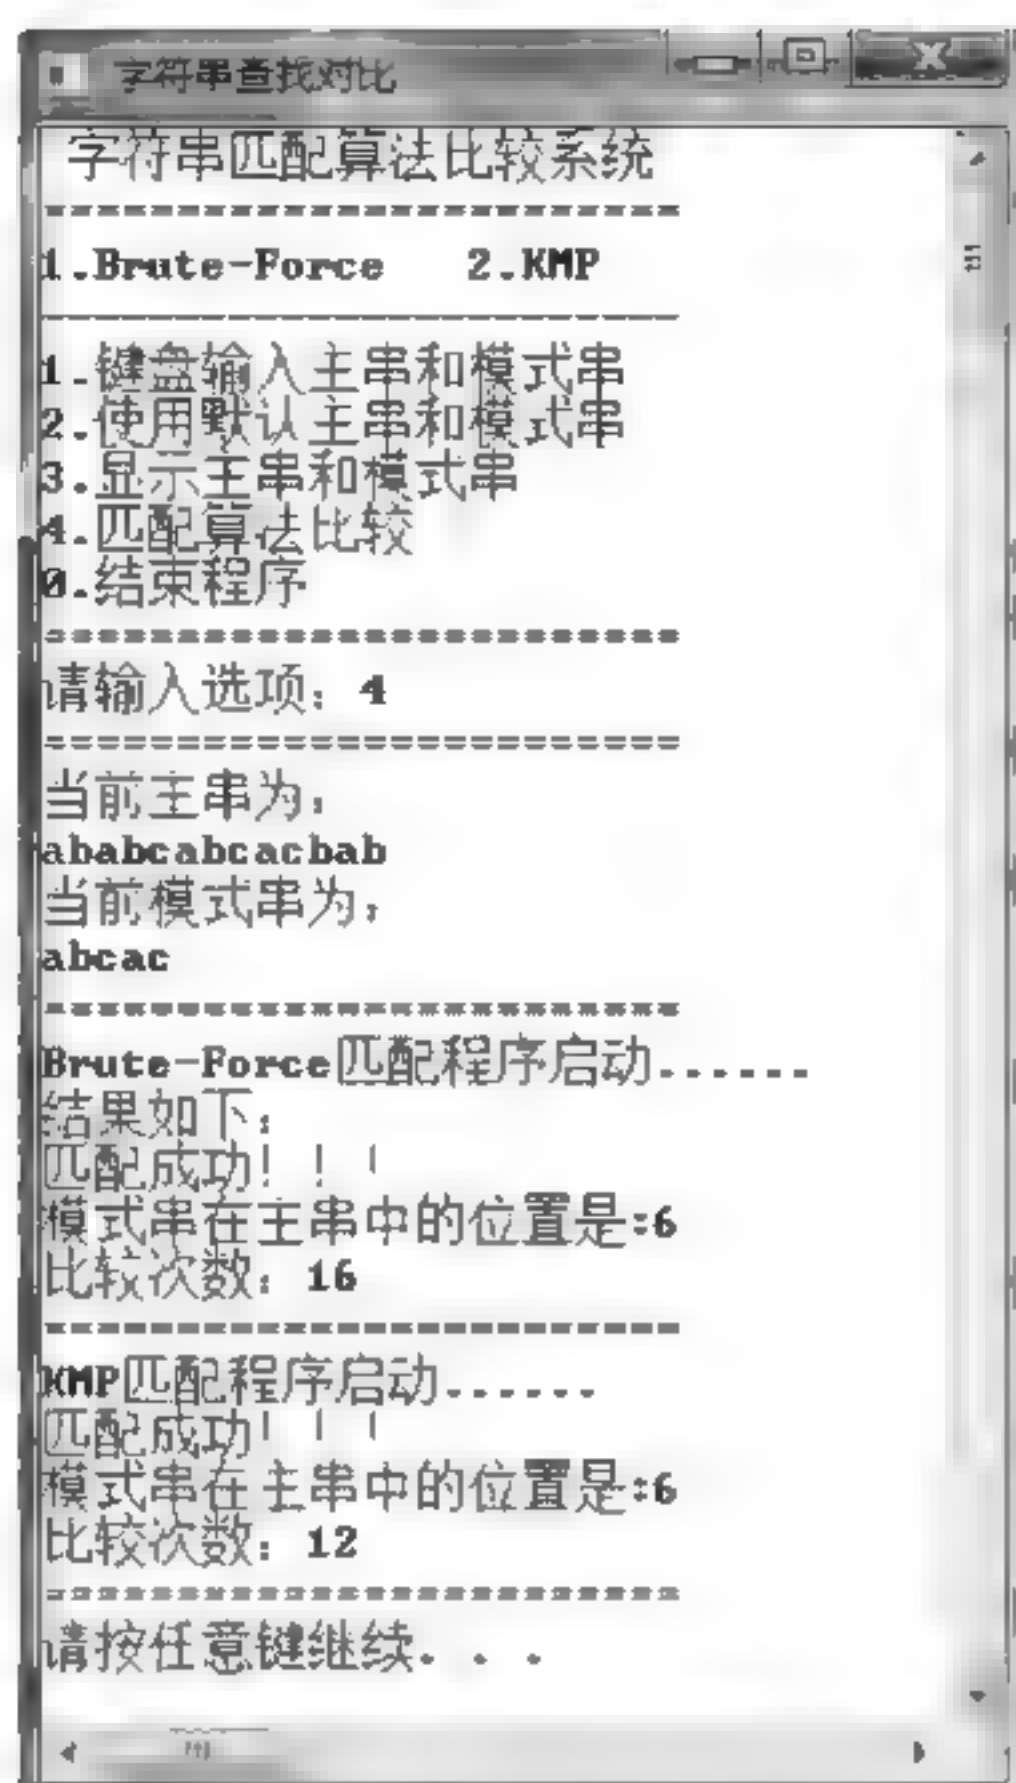 字符串查找对比
字符串匹配算法比较系统
========================
1.Brute-Force   2.KMP
------------------------
1.键盘输入主串和模式串
2.使用默认主串和模式串
3.显示主串和模式串
4.匹配算法比较
0.结束程序
========================
请输入选项：4
========================
当前主串为：
ababcabcacbab
当前模式串为：
abcac
========================
Brute-Force匹配程序启动......
结果如下：
匹配成功！！！
模式串在主串中的位置是:6
比较次数：16
========================
KMP匹配程序启动......
匹配成功！！！
模式串在主串中的位置是:6
比较次数：12
========================
请按任意键继续. . .